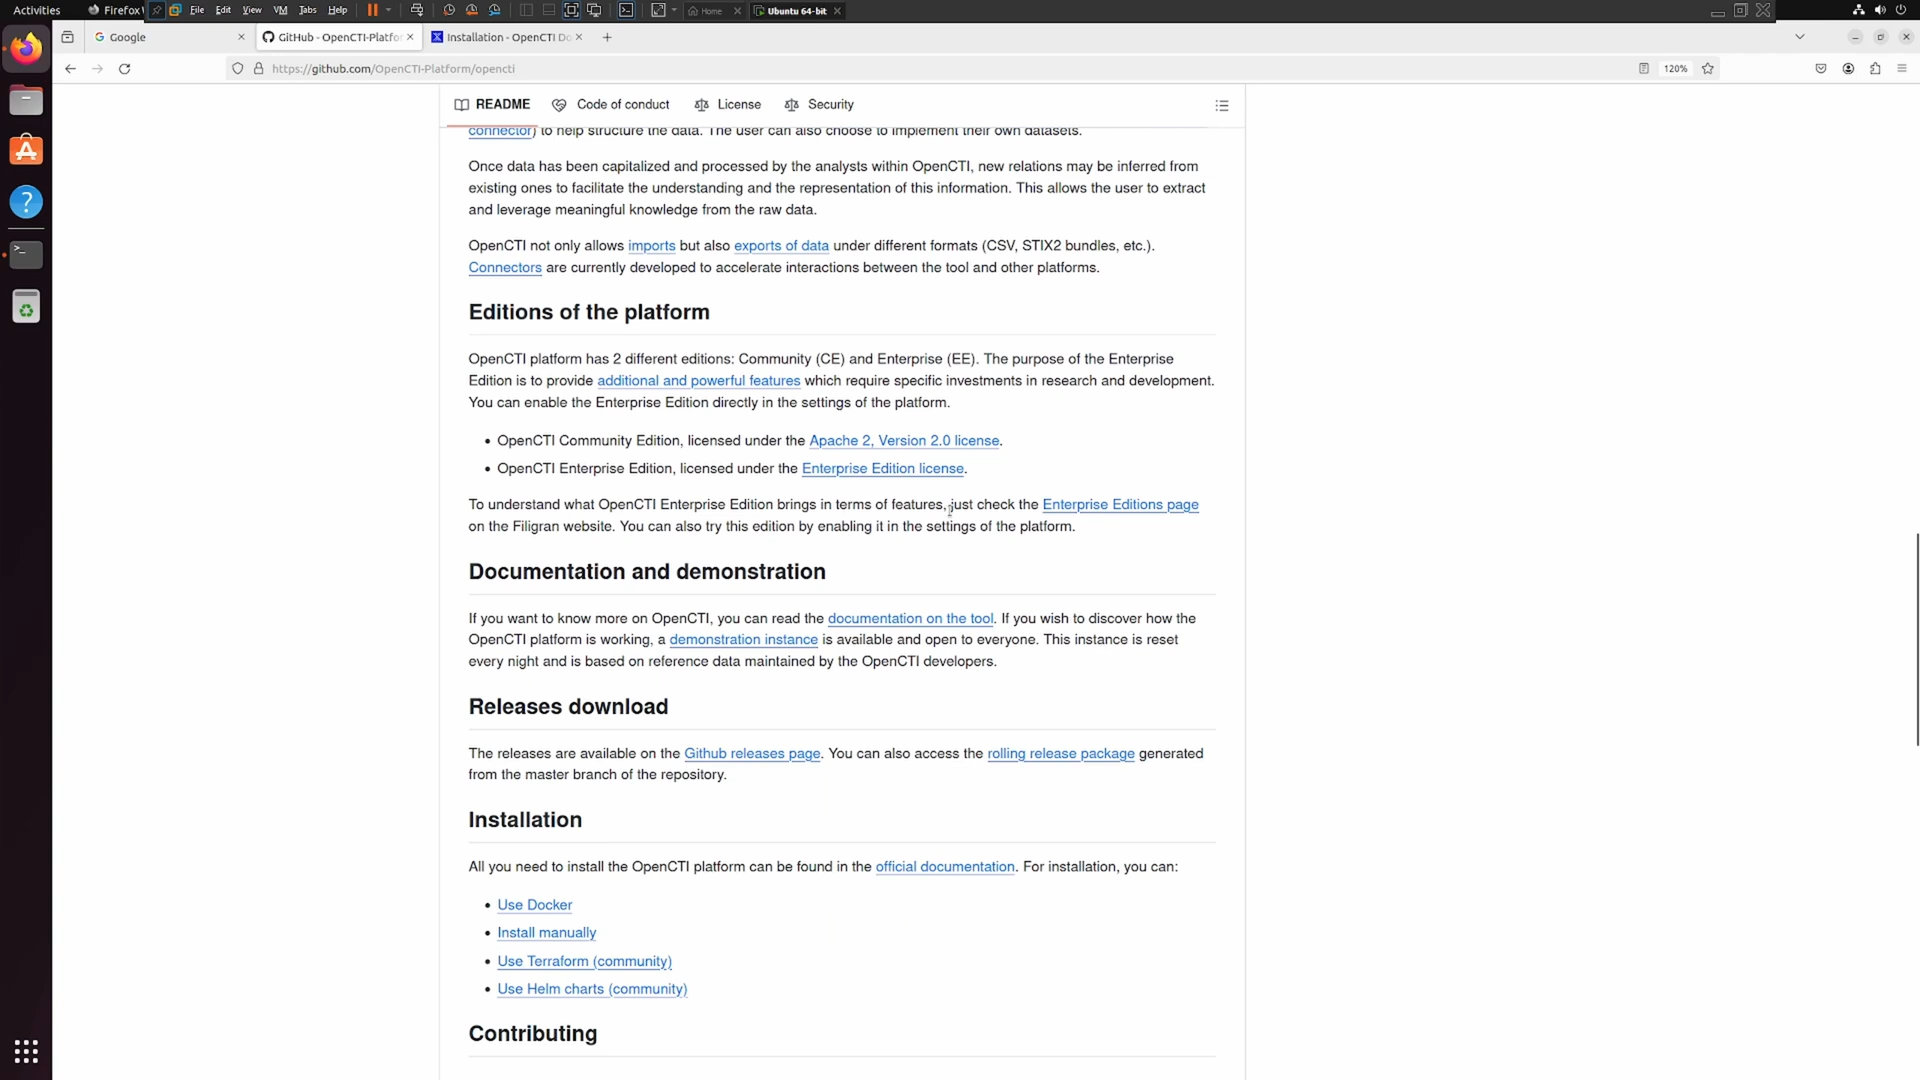 Activities
Firefox
File Edit View VM Tabs Help
Home
Ubuntu 64-bit
Google
GitHub - OpenCTI-Platfo
Installation - OpenCTI Do
https://github.com/OpenCTI-Platform/opencti
120%
README
Code of conduct
License
Security
connector) to help structure the data. The user can also choose to implement their own datasets.
Once data has been capitalized and processed by the analysts within OpenCTI, new relations may be inferred from
existing ones to facilitate the understanding and the representation of this information. This allows the user to extract
and leverage meaningful knowledge from the raw data.
OpenCTI not only allows imports but also exports of data under different formats (CSV, STIX2 bundles, etc.).
Connectors are currently developed to accelerate interactions between the tool and other platforms.
Editions of the platform
OpenCTI platform has 2 different editions: Community (CE) and Enterprise (EE). The purpose of the Enterprise
Edition is to provide additional and powerful features which require specific investments in research and development.
You can enable the Enterprise Edition directly in the settings of the platform.
• OpenCTI Community Edition, licensed under the Apache 2, Version 2.0 license.
• OpenCTI Enterprise Edition, licensed under the Enterprise Edition license.
To understand what OpenCTI Enterprise Edition brings in terms of features, just check the Enterprise Editions page
on the Filigran website. You can also try this edition by enabling it in the settings of the platform.
Documentation and demonstration
If you want to know more on OpenCTI, you can read the documentation on the tool. If you wish to discover how the
OpenCTI platform is working, a demonstration instance is available and open to everyone. This instance is reset
every night and is based on reference data maintained by the OpenCTI developers.
Releases download
The releases are available on the Github releases page. You can also access the rolling release package generated
from the master branch of the repository.
Installation
All you need to install the OpenCTI platform can be found in the official documentation. For installation, you can:
• Use Docker
• Install manually
• Use Terraform (community)
• Use Helm charts (community)
Contributing